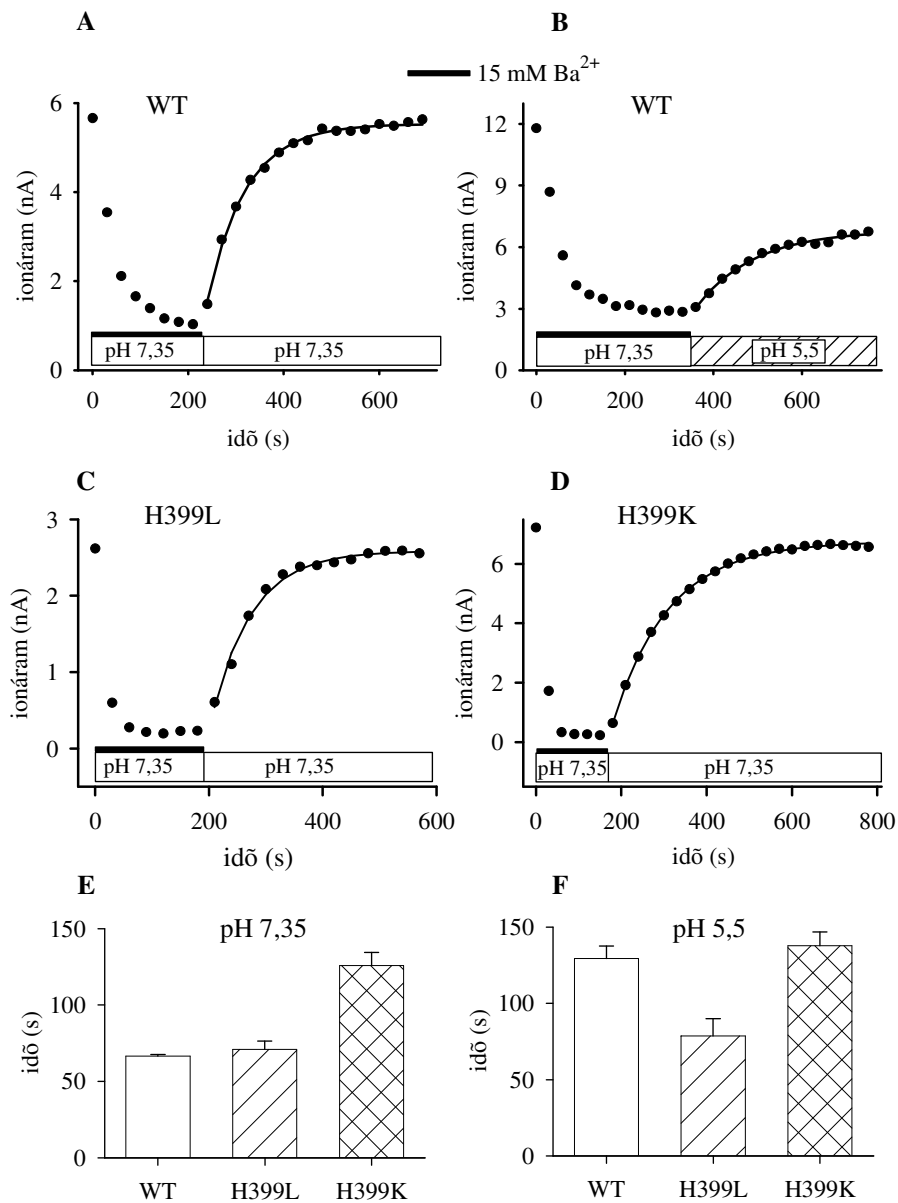 A
B
15 mM Ba²⁺
WT
WT
6
4
2
0
ionáram (nA)
pH 7,35
pH 7,35
0
200
400
600
idõ (s)
12
9
6
3
0
ionáram (nA)
pH 7,35
pH 5,5
0
200
400
600
idõ (s)
C
D
H399L
H399K
3
2
1
0
ionáram (nA)
pH 7,35
pH 7,35
0
200
400
600
idõ (s)
6
4
2
0
ionáram (nA)
pH 7,35
pH 7,35
0
200
400
600
800
idõ (s)
E
F
pH 7,35
pH 5,5
150
100
50
0
idõ (s)
WT
H399L
H399K
150
100
50
0
idõ (s)
WT
H399L
H399K